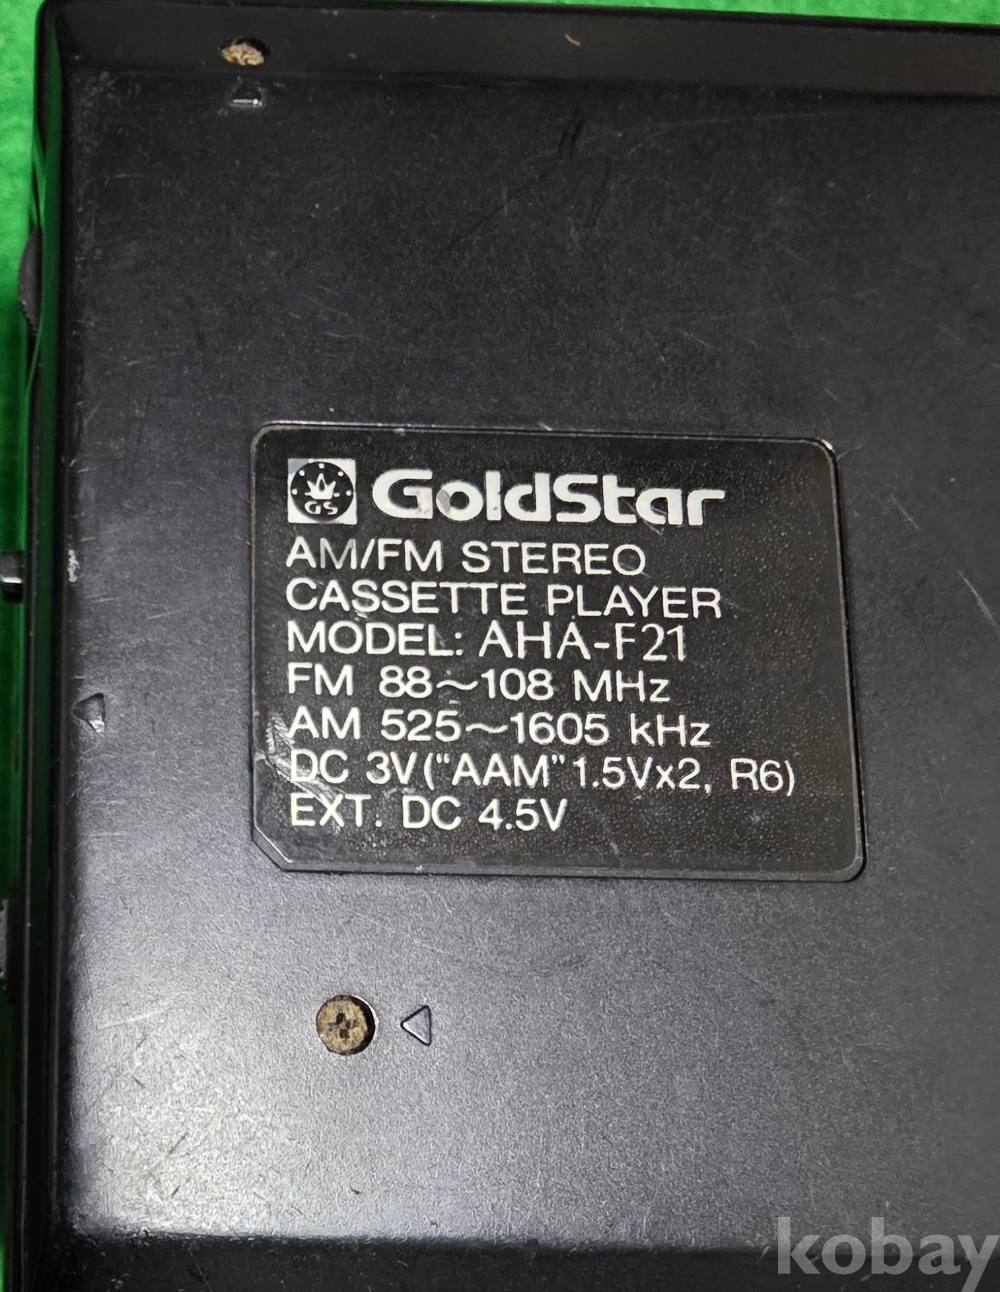 GS GoldStar
AM/FM STEREO
CASSETTE PLAYER
MODEL: AHA-F21
FM 88~108 MHz
AM 525~1605 kHz
DC 3V("AAM"1.5Vx2, R6)
EXT. DC 4.5V
kobay